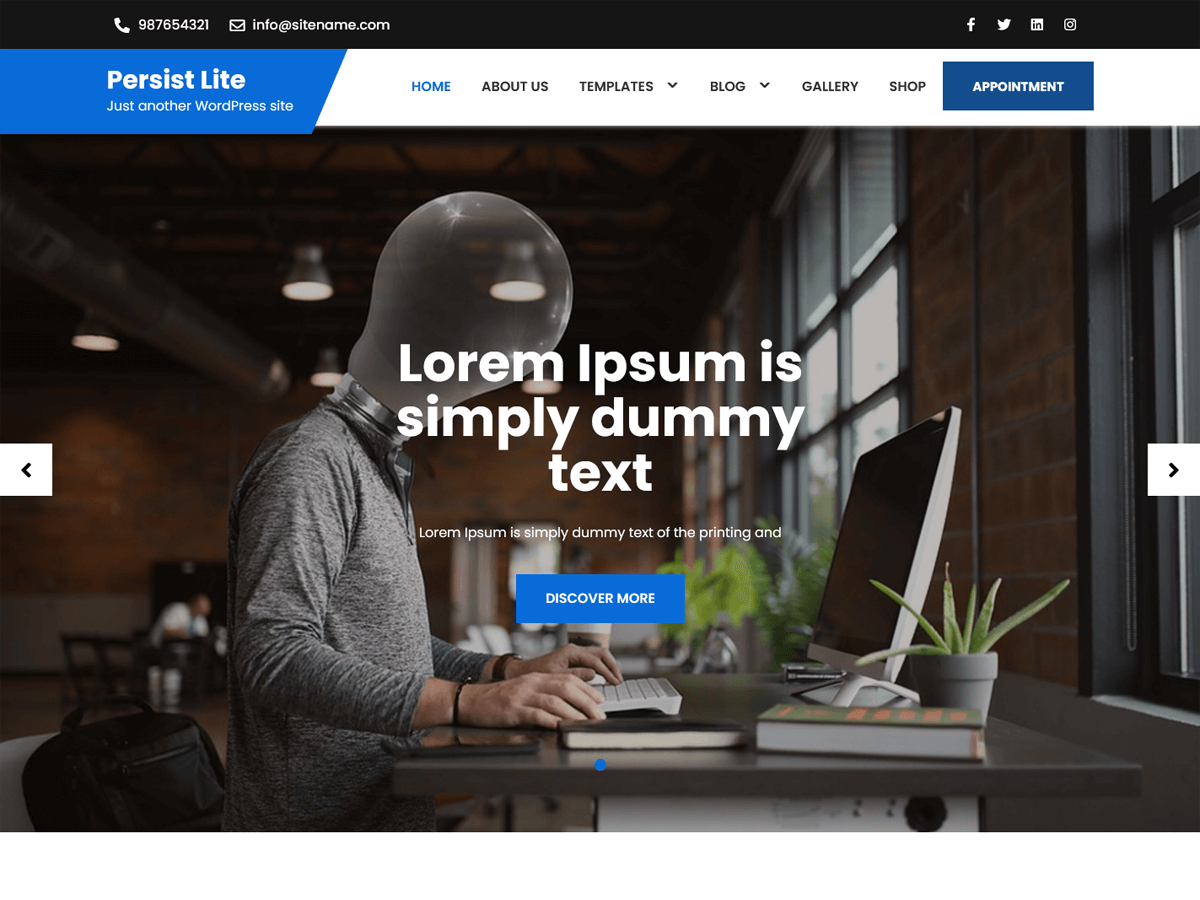 987654321 info@sitename.com
Persist Lite
Just another WordPress site
HOME ABOUT US TEMPLATES BLOG GALLERY SHOP APPOINTMENT
Lorem Ipsum is
simply dummy
text
Lorem Ipsum is simply dummy text of the printing and
DISCOVER MORE